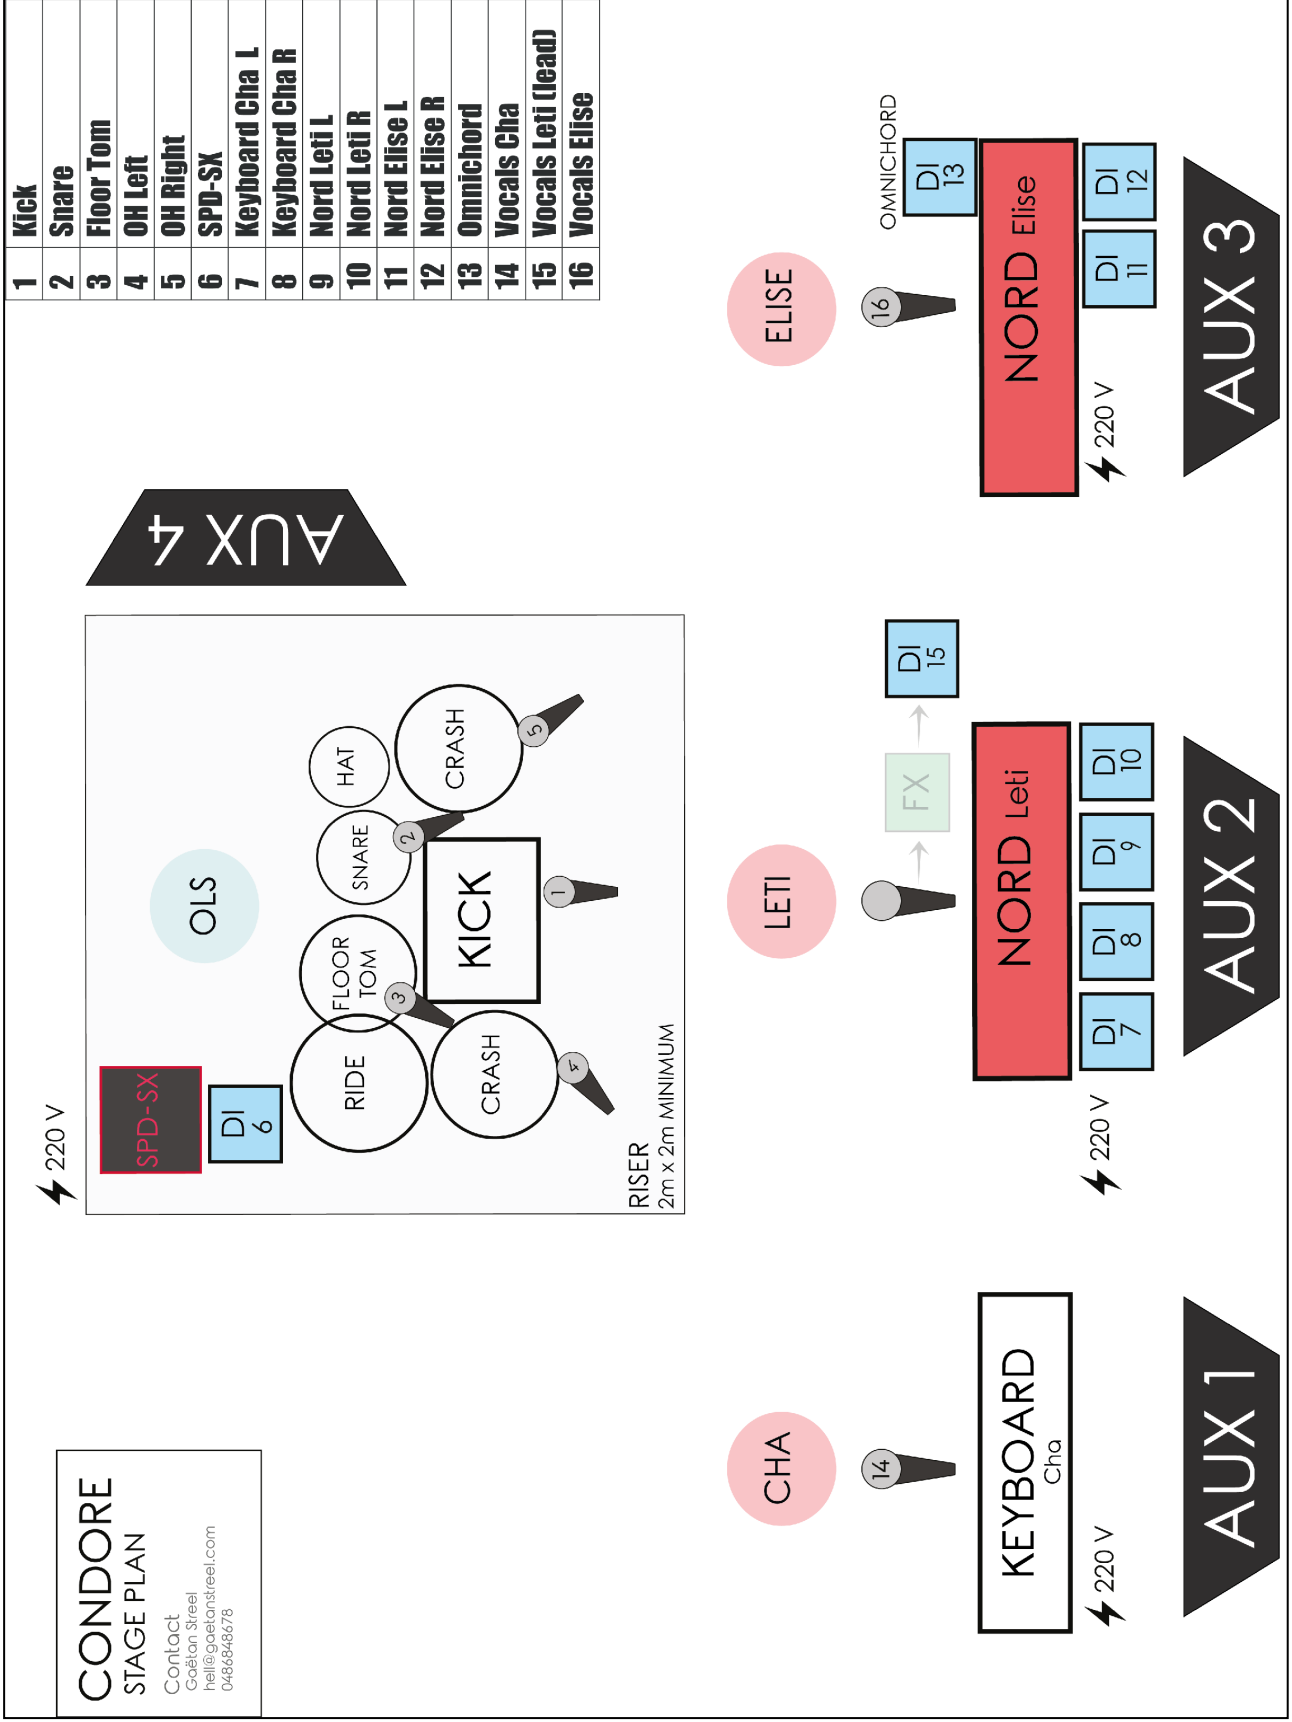 CONDORE
STAGE PLAN
Contact
Gaëtan Streel
hell@gaetanstreel.com
0486848678
220 V
SPD-SX
DI
6
OLS
AUX 4
1 Kick
2 Snare
3 Floor Tom
4 OH Left
5 OH Right
6 SPD-SX
7 Keyboard Cha L
8 Keyboard Cha R
9 Nord Leti L
10 Nord Leti R
11 Nord Elise L
12 Nord Elise R
13 Omnichord
14 Vocals Cha
15 Vocals Leti (lead)
16 Vocals Elise
RIDE
FLOOR
TOM
3
SNARE
2
HAT
CRASH
4
KICK
1
CRASH
5
RISER
2m x 2m MINIMUM
CHA
14
KEYBOARD
Cha
220 V
AUX 1
LETI
FX
DI
15
NORD Leti
220 V
DI
7
DI
8
DI
9
DI
10
AUX 2
ELISE
16
OMNICHORD
DI
13
NORD Elise
220 V
DI
11
DI
12
AUX 3